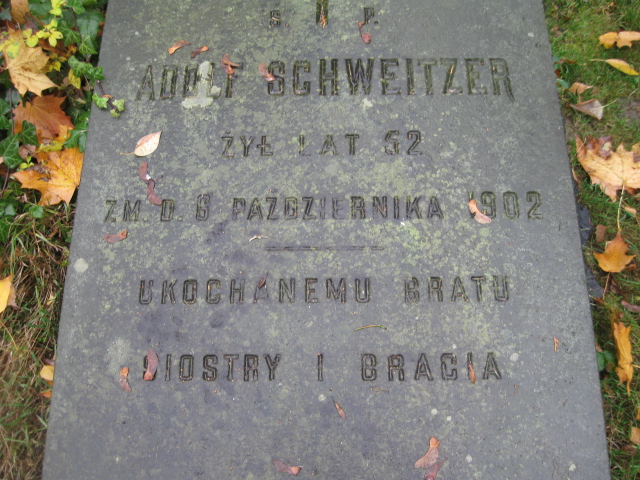 Ś. P.
ADOLF SCHWEITZER
ŻYŁ LAT 52
ZM. D. 6 PAŹDZIERNIKA 1902
UKOCHANEMU BRATU
SIOSTRY I BRACIA